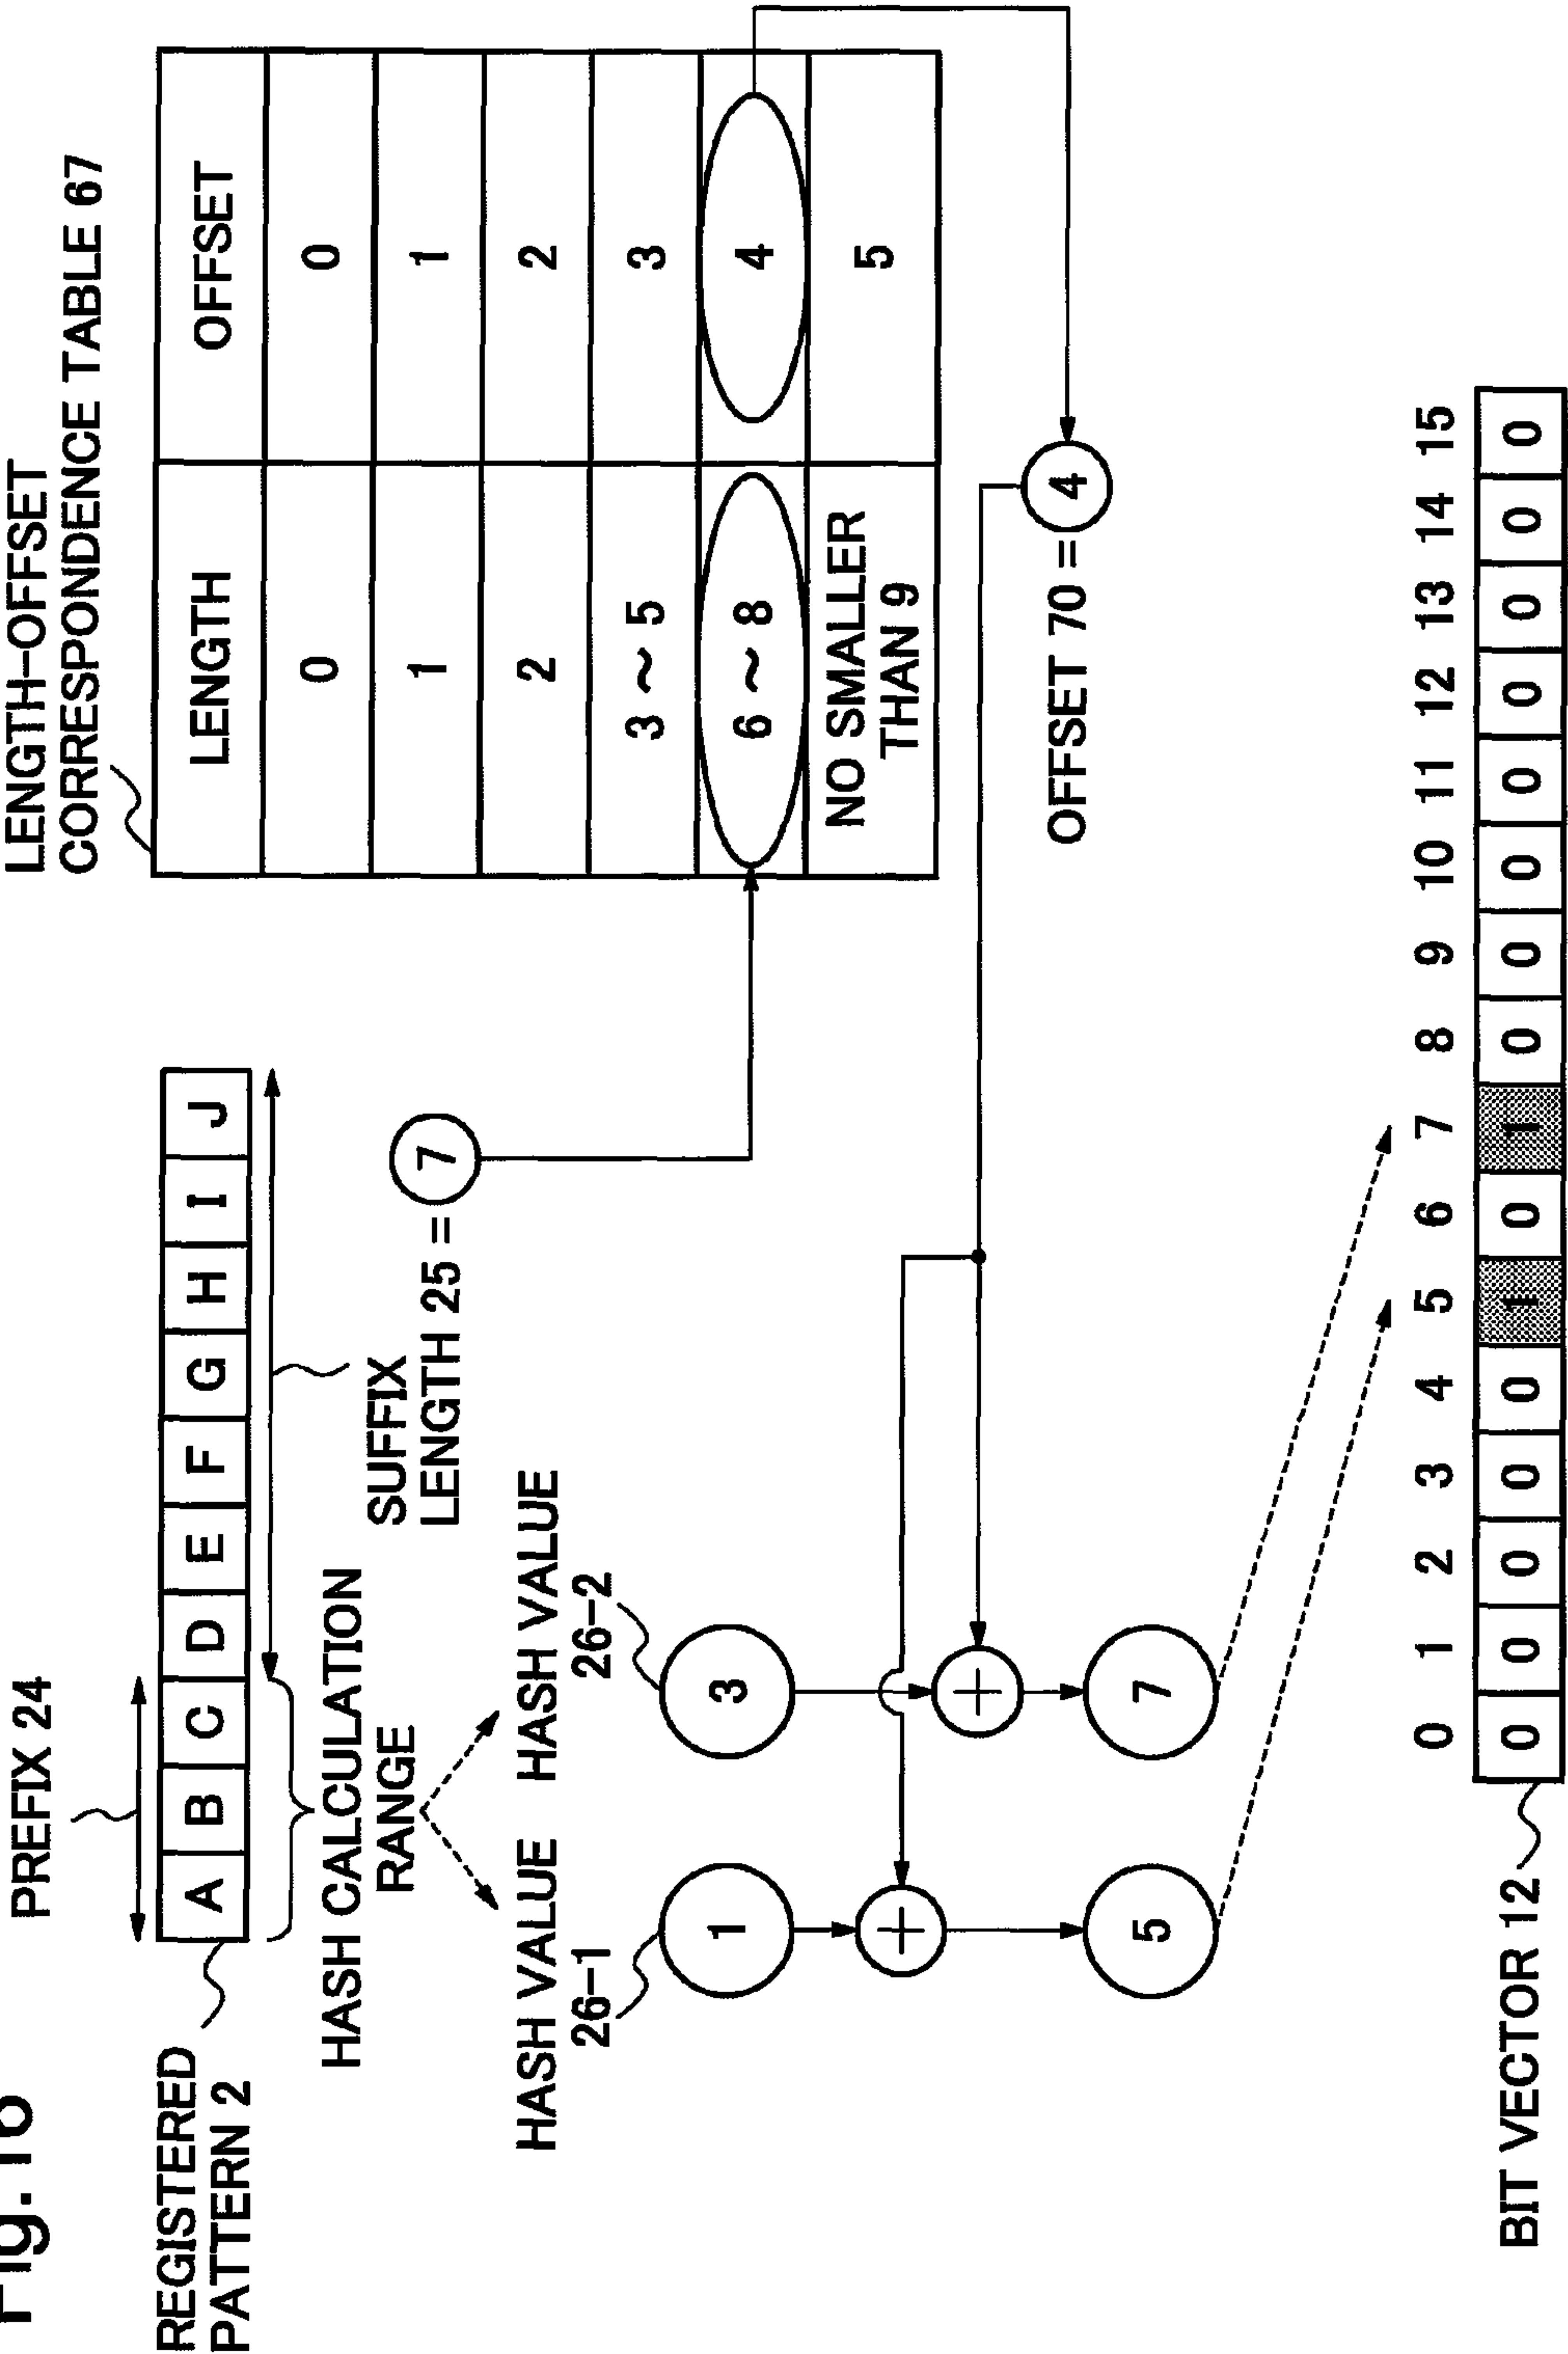 PREFIX 24
REGISTERED
PATTERN 2
A B C D E F G H I J
HASH CALCULATION
RANGE
SUFFIX
LENGTH 25 = 7
HASH VALUE
26-1
HASH VALUE
26-2
1
3
+
+
5
7
LENGTH-OFFSET
CORRESPONDENCE TABLE 67
LENGTH OFFSET
0 0
1 1
2 2
3 ~ 5 3
6 ~ 8 4
NO SMALLER
THAN 9 5
OFFSET 70 = 4
0 1 2 3 4 5 6 7 8 9 10 11 12 13 14 15
BIT VECTOR 12
0 0 0 0 0 1 0 1 0 0 0 0 0 0 0 0